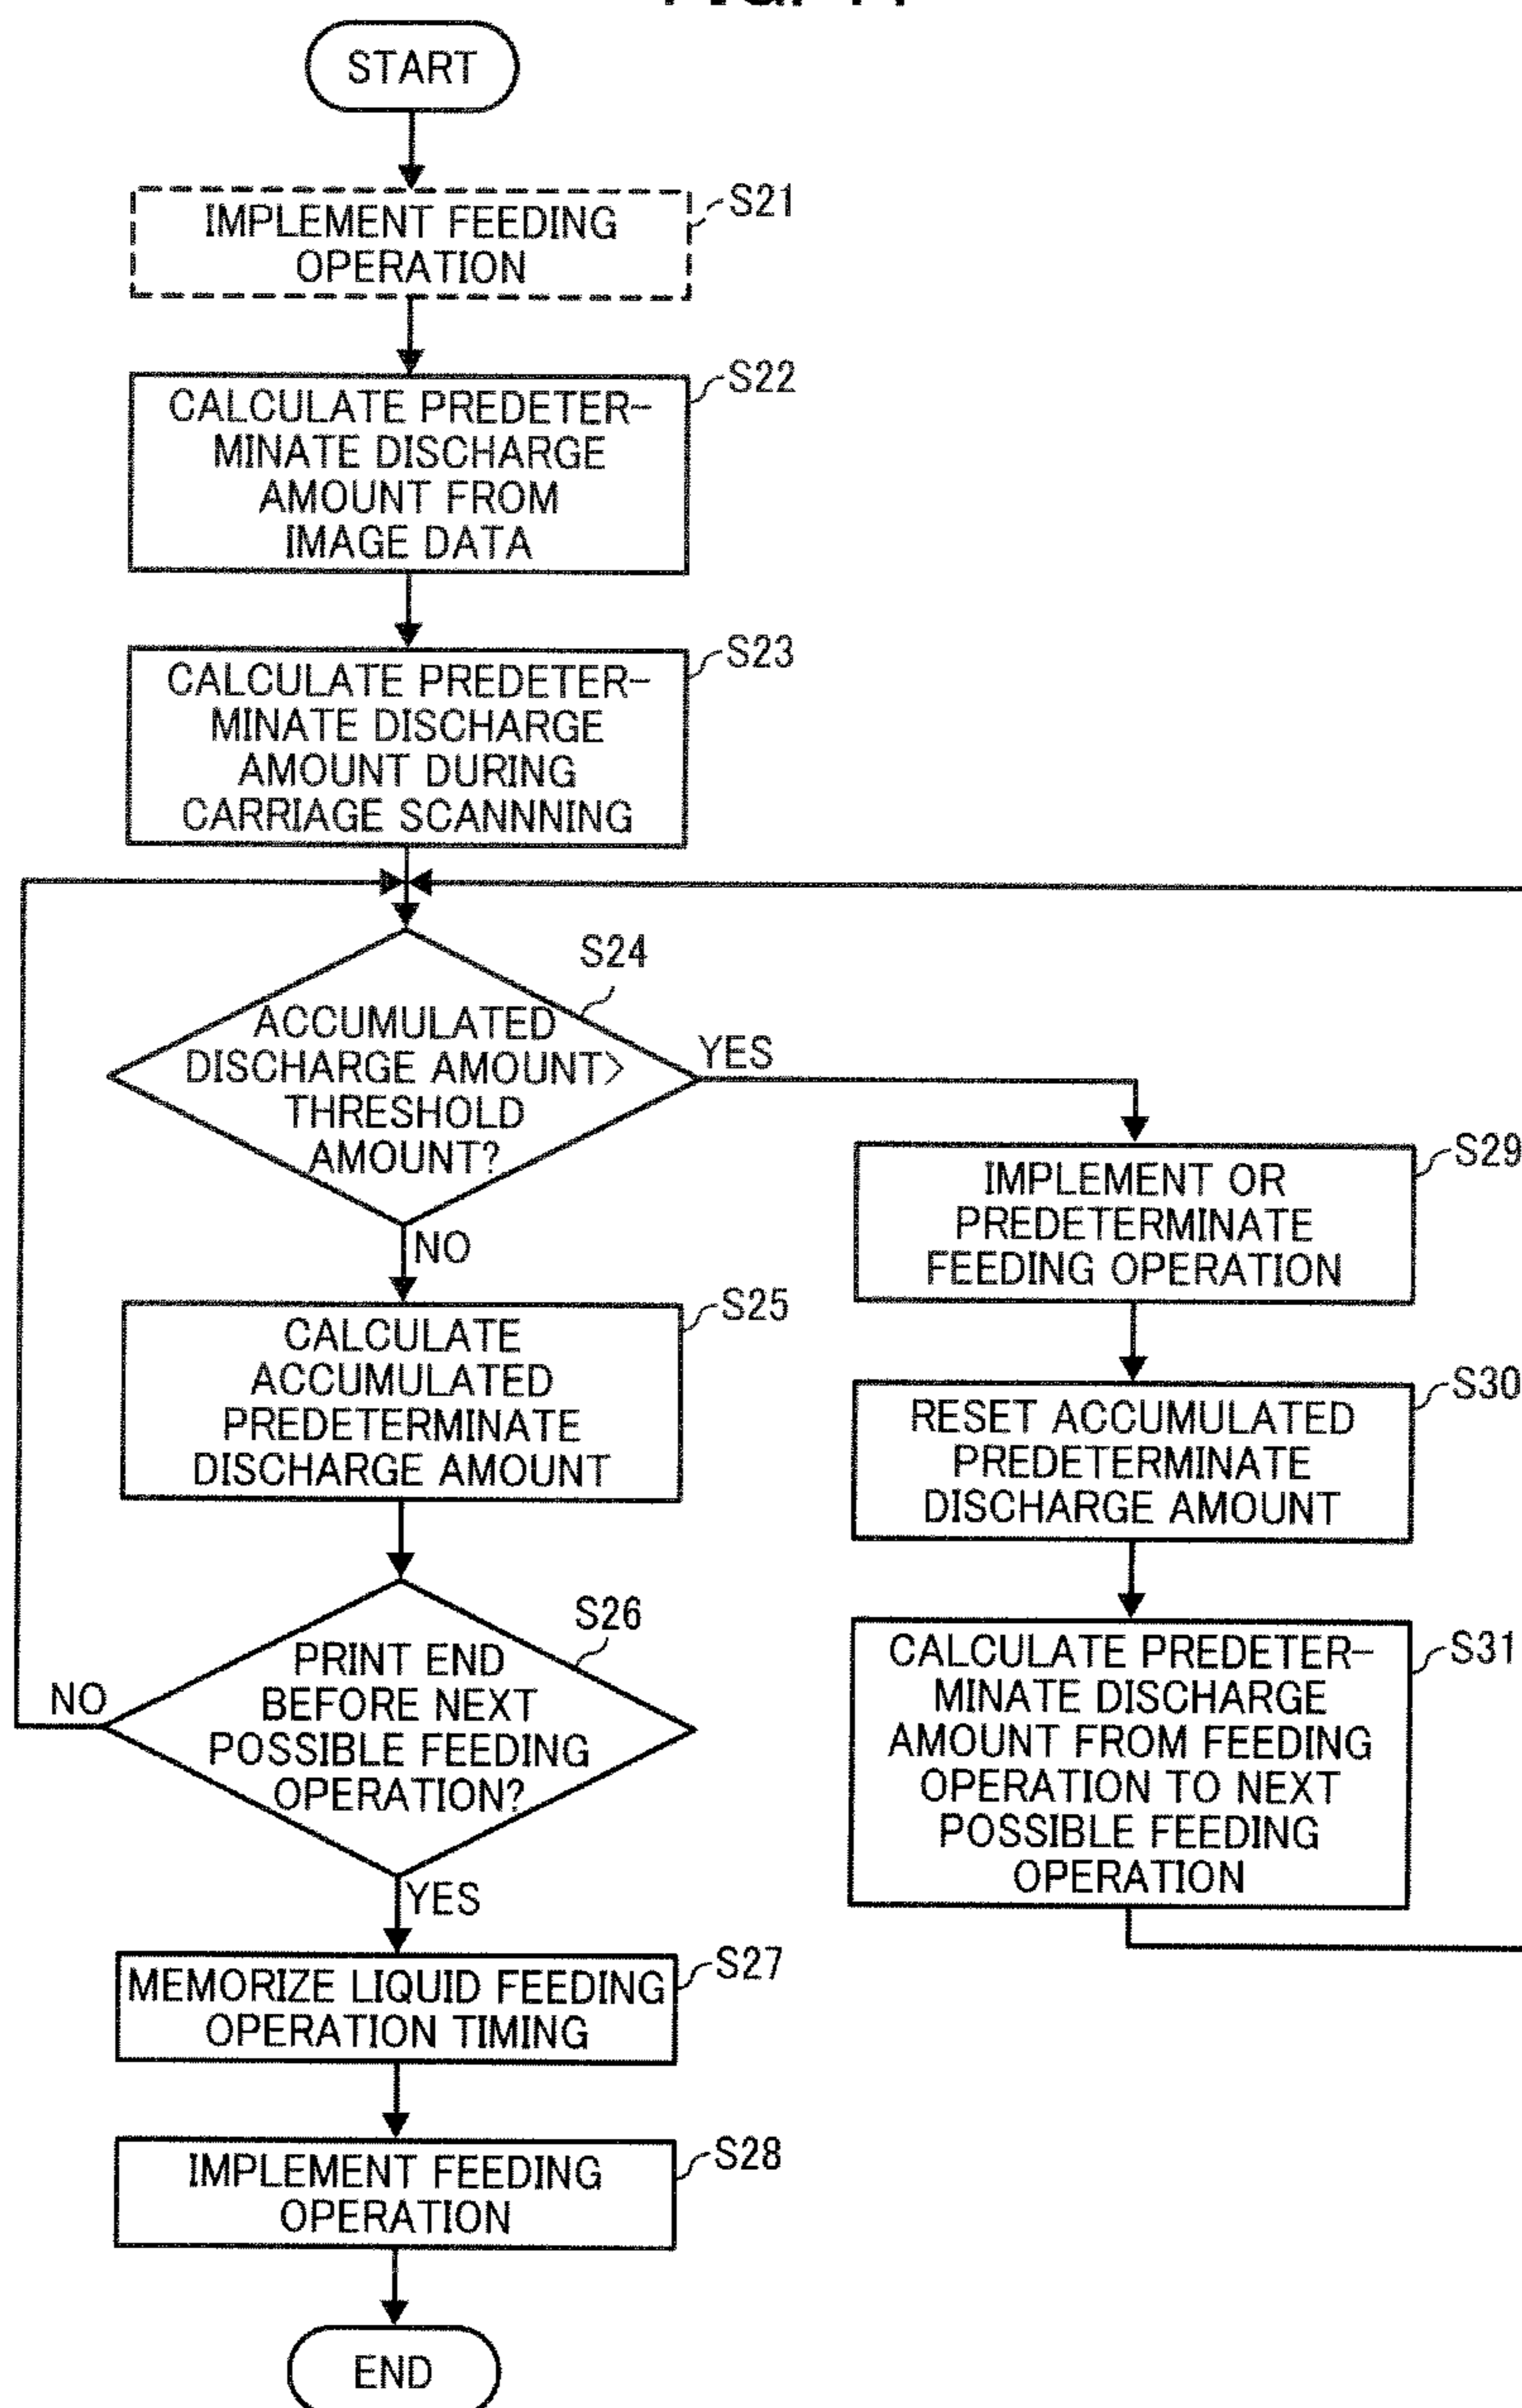 START
S21
IMPLEMENT FEEDING
OPERATION
S22
CALCULATE PREDETER-
MINATE DISCHARGE
AMOUNT FROM
IMAGE DATA
S23
CALCULATE PREDETER-
MINATE DISCHARGE
AMOUNT DURING
CARRIAGE SCANNNING
S24
ACCUMULATED
DISCHARGE AMOUNT>
THRESHOLD
AMOUNT?
YES
NO
S25
CALCULATE
ACCUMULATED
PREDETERMINATE
DISCHARGE AMOUNT
S26
PRINT END
BEFORE NEXT
POSSIBLE FEEDING
OPERATION?
NO
YES
S27
MEMORIZE LIQUID FEEDING
OPERATION TIMING
S28
IMPLEMENT FEEDING
OPERATION
END
S29
IMPLEMENT OR
PREDETERMINATE
FEEDING OPERATION
S30
RESET ACCUMULATED
PREDETERMINATE
DISCHARGE AMOUNT
S31
CALCULATE PREDETER-
MINATE DISCHARGE
AMOUNT FROM FEEDING
OPERATION TO NEXT
POSSIBLE FEEDING
OPERATION